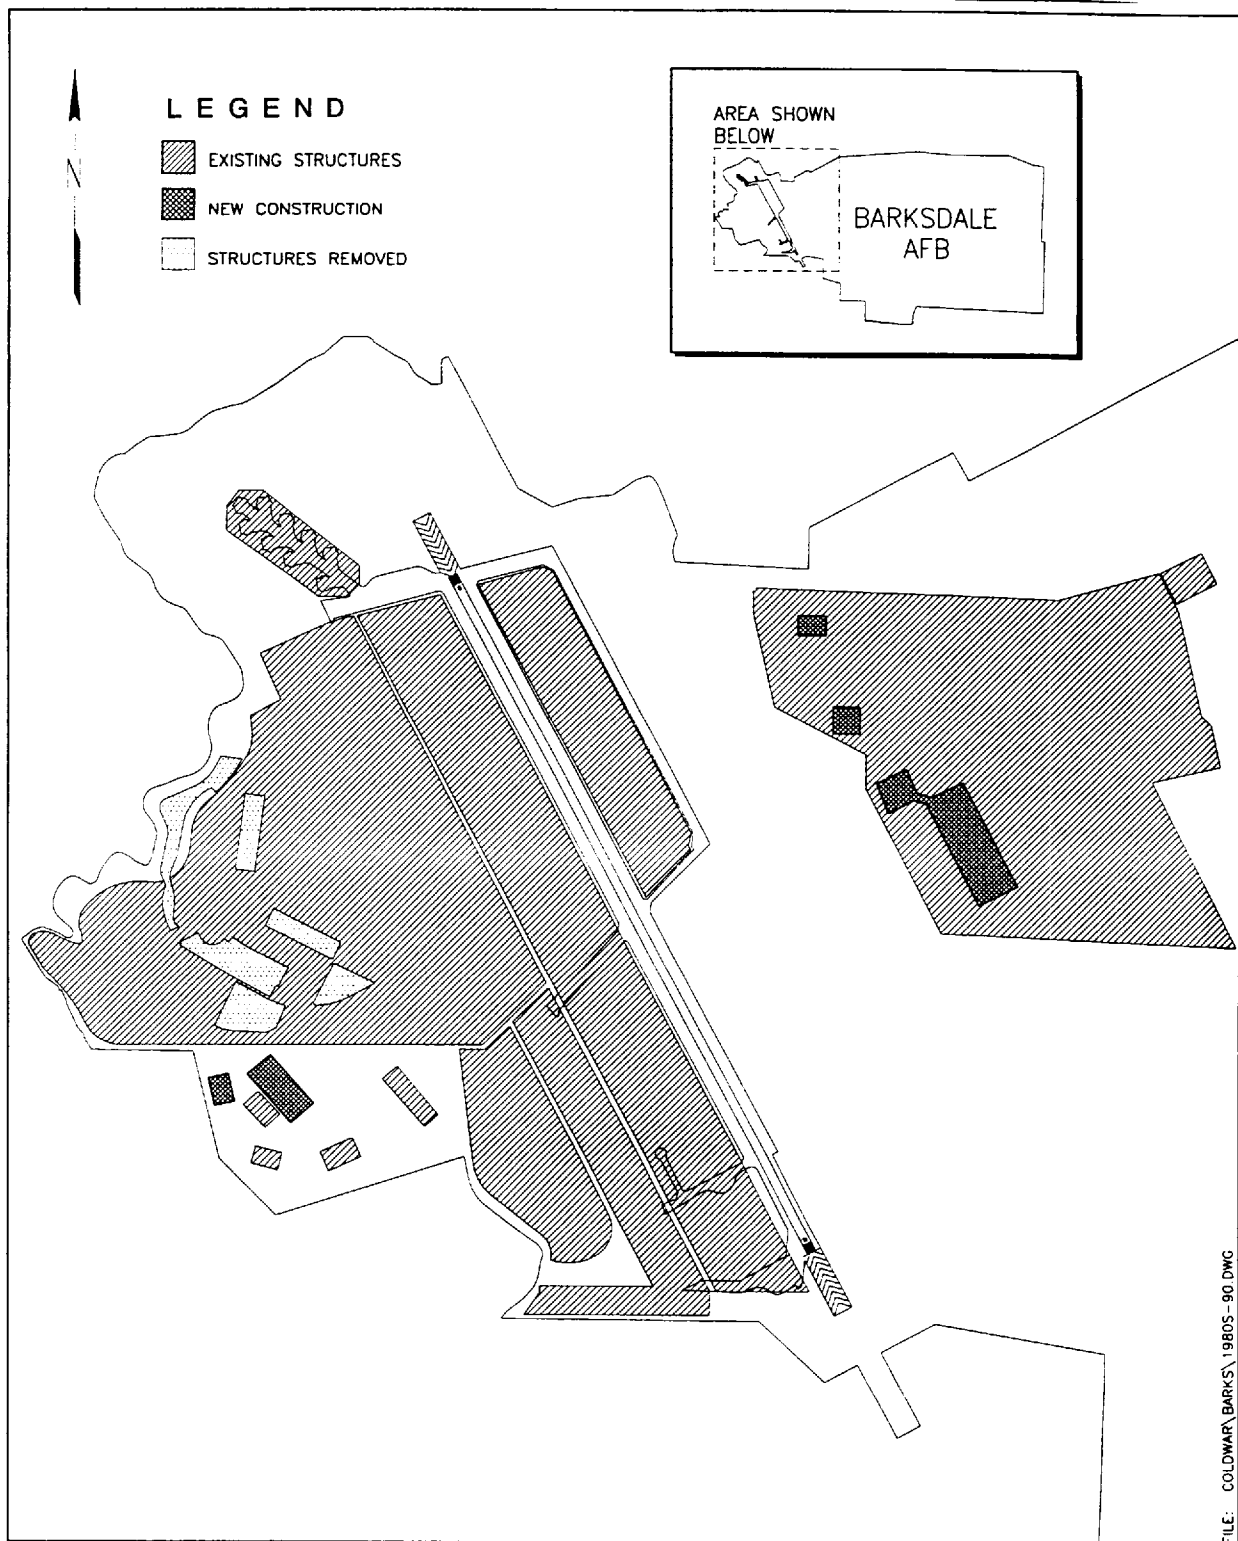 N
LEGEND
EXISTING STRUCTURES
NEW CONSTRUCTION
STRUCTURES REMOVED
AREA SHOWN
BELOW
BARKSDALE
AFB
FILE: COLDWAR\BARKS\1980S-90.DWG